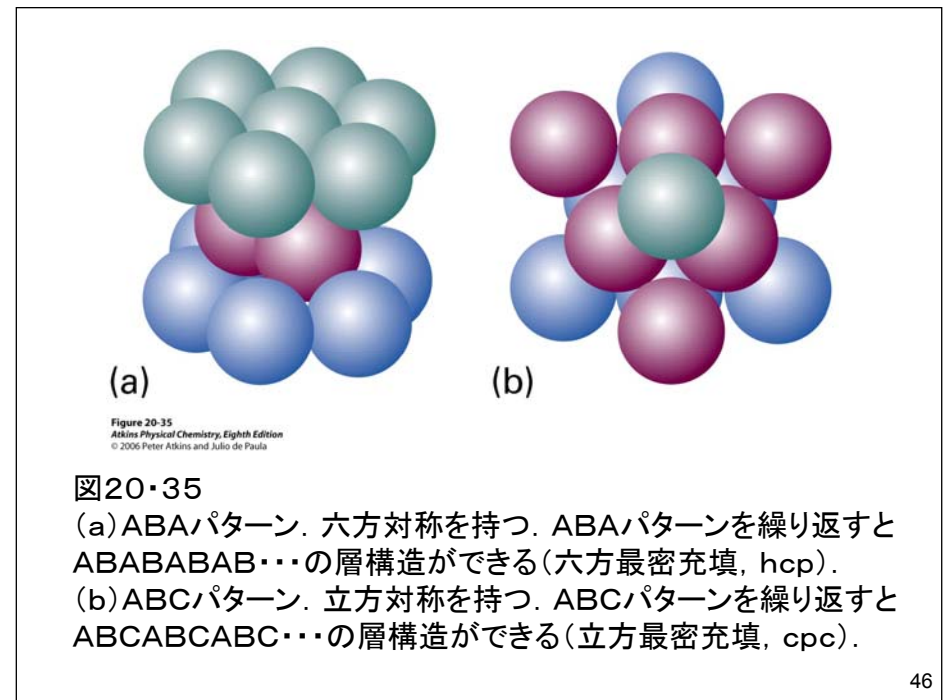 (a)
(b)
Figure 20-35
Atkins Physical Chemistry, Eighth Edition
© 2006 Peter Atkins and Julio de Paula
図20・35
(a)ABAパターン．六方対称を持つ．ABAパターンを繰り返すと
ABABABAB・・・の層構造ができる(六方最密充填，hcp)．
(b)ABCパターン．立方対称を持つ．ABCパターンを繰り返すと
ABCABCABC・・・の層構造ができる(立方最密充填，cpc)．
46